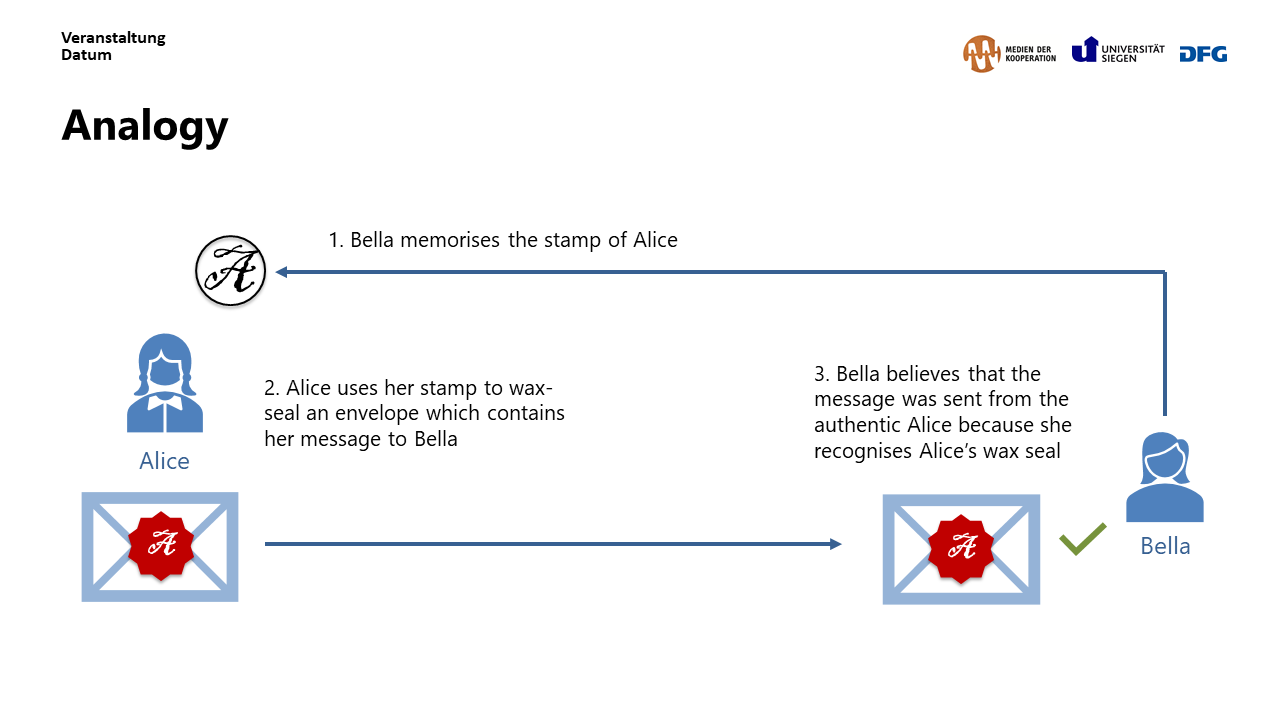 Veranstaltung
Datum
MEDIEN DER
KOOPERATION
UNIVERSITÄT
SIEGEN
DFG
Analogy
1. Bella memorises the stamp of Alice
A
2. Alice uses her stamp to wax-
seal an envelope which contains
her message to Bella
3. Bella believes that the
message was sent from the
authentic Alice because she
recognises Alice’s wax seal
Alice
A
A
Bella